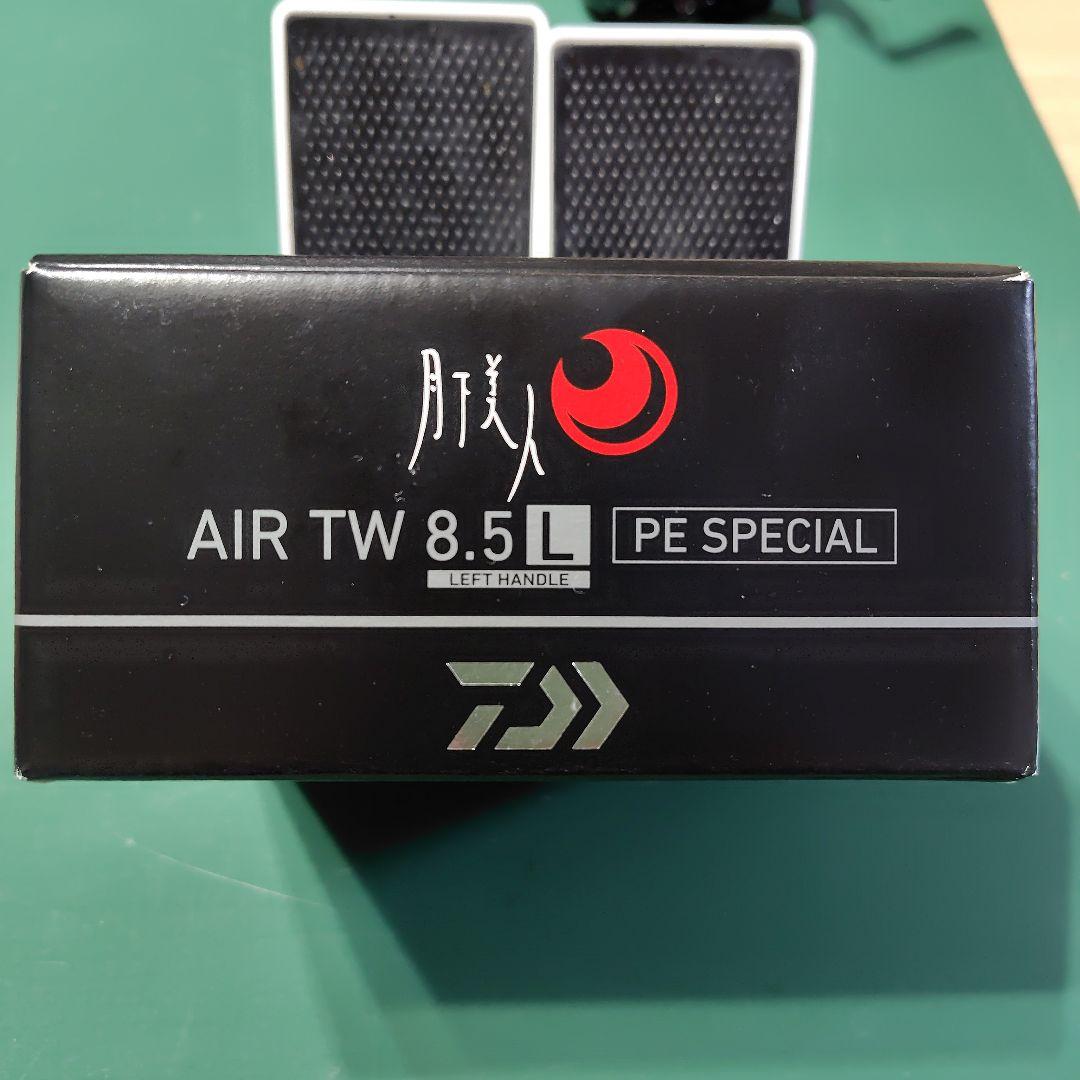 月下美人
AIR TW 8.5 L PE SPECIAL
LEFT HANDLE